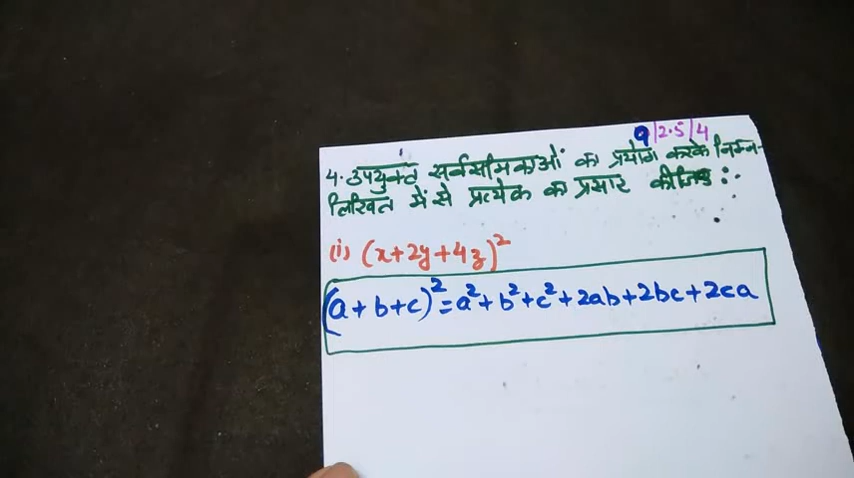 9/2.5/4
4. उपयुक्त सर्वसमिकाओं का प्रयोग करके निम्न-
लिखित में से प्रत्येक का प्रसार कीजिए :-
(i) (x+2y+4z)²
(a+b+c)² = a²+b²+c²+2ab+2bc+2ca